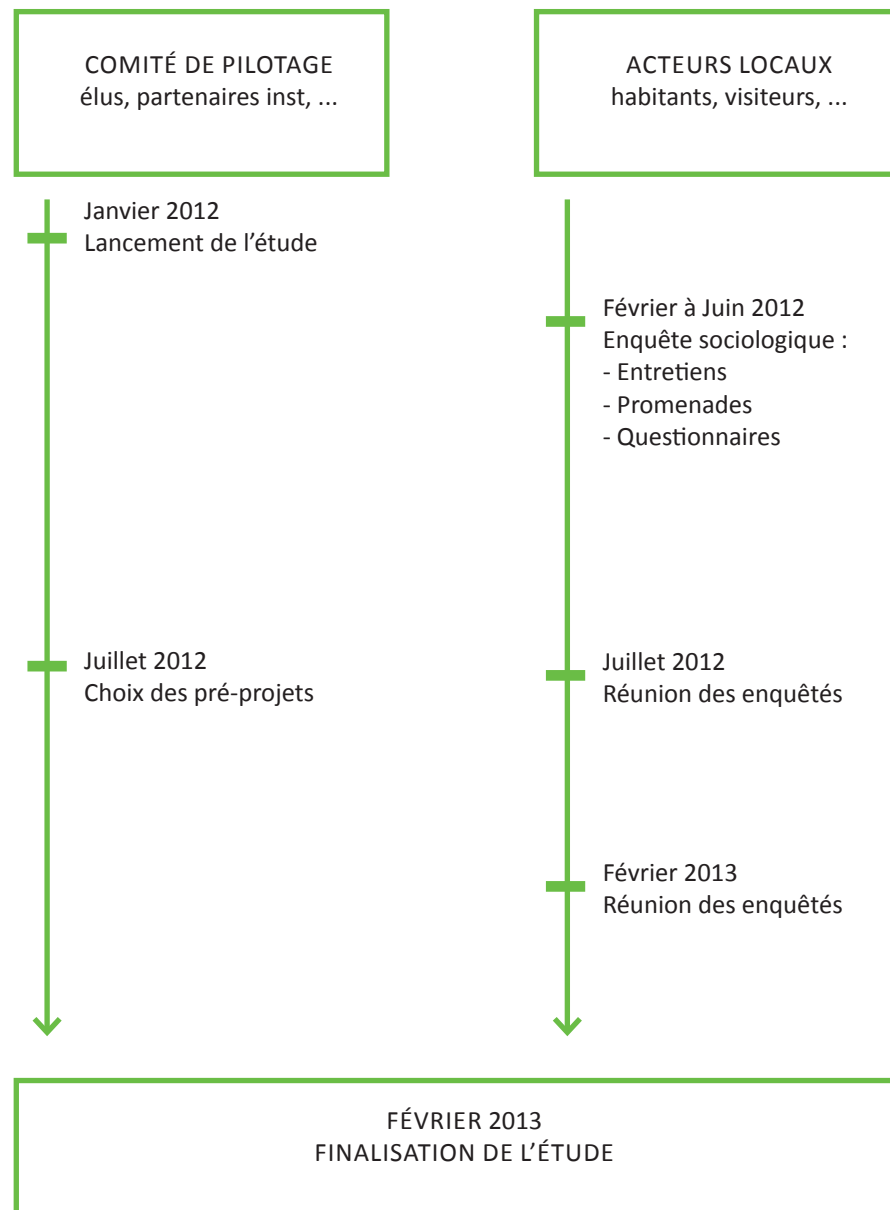 COMITÉ DE PILOTAGE
élus, partenaires inst, ...
ACTEURS LOCAUX
habitants, visiteurs, ...
Janvier 2012
Lancement de l’étude
Février à Juin 2012
Enquête sociologique :
- Entretiens
- Promenades
- Questionnaires
Juillet 2012
Choix des pré-projets
Juillet 2012
Réunion des enquêtés
Février 2013
Réunion des enquêtés
FÉVRIER 2013
FINALISATION DE L’ÉTUDE